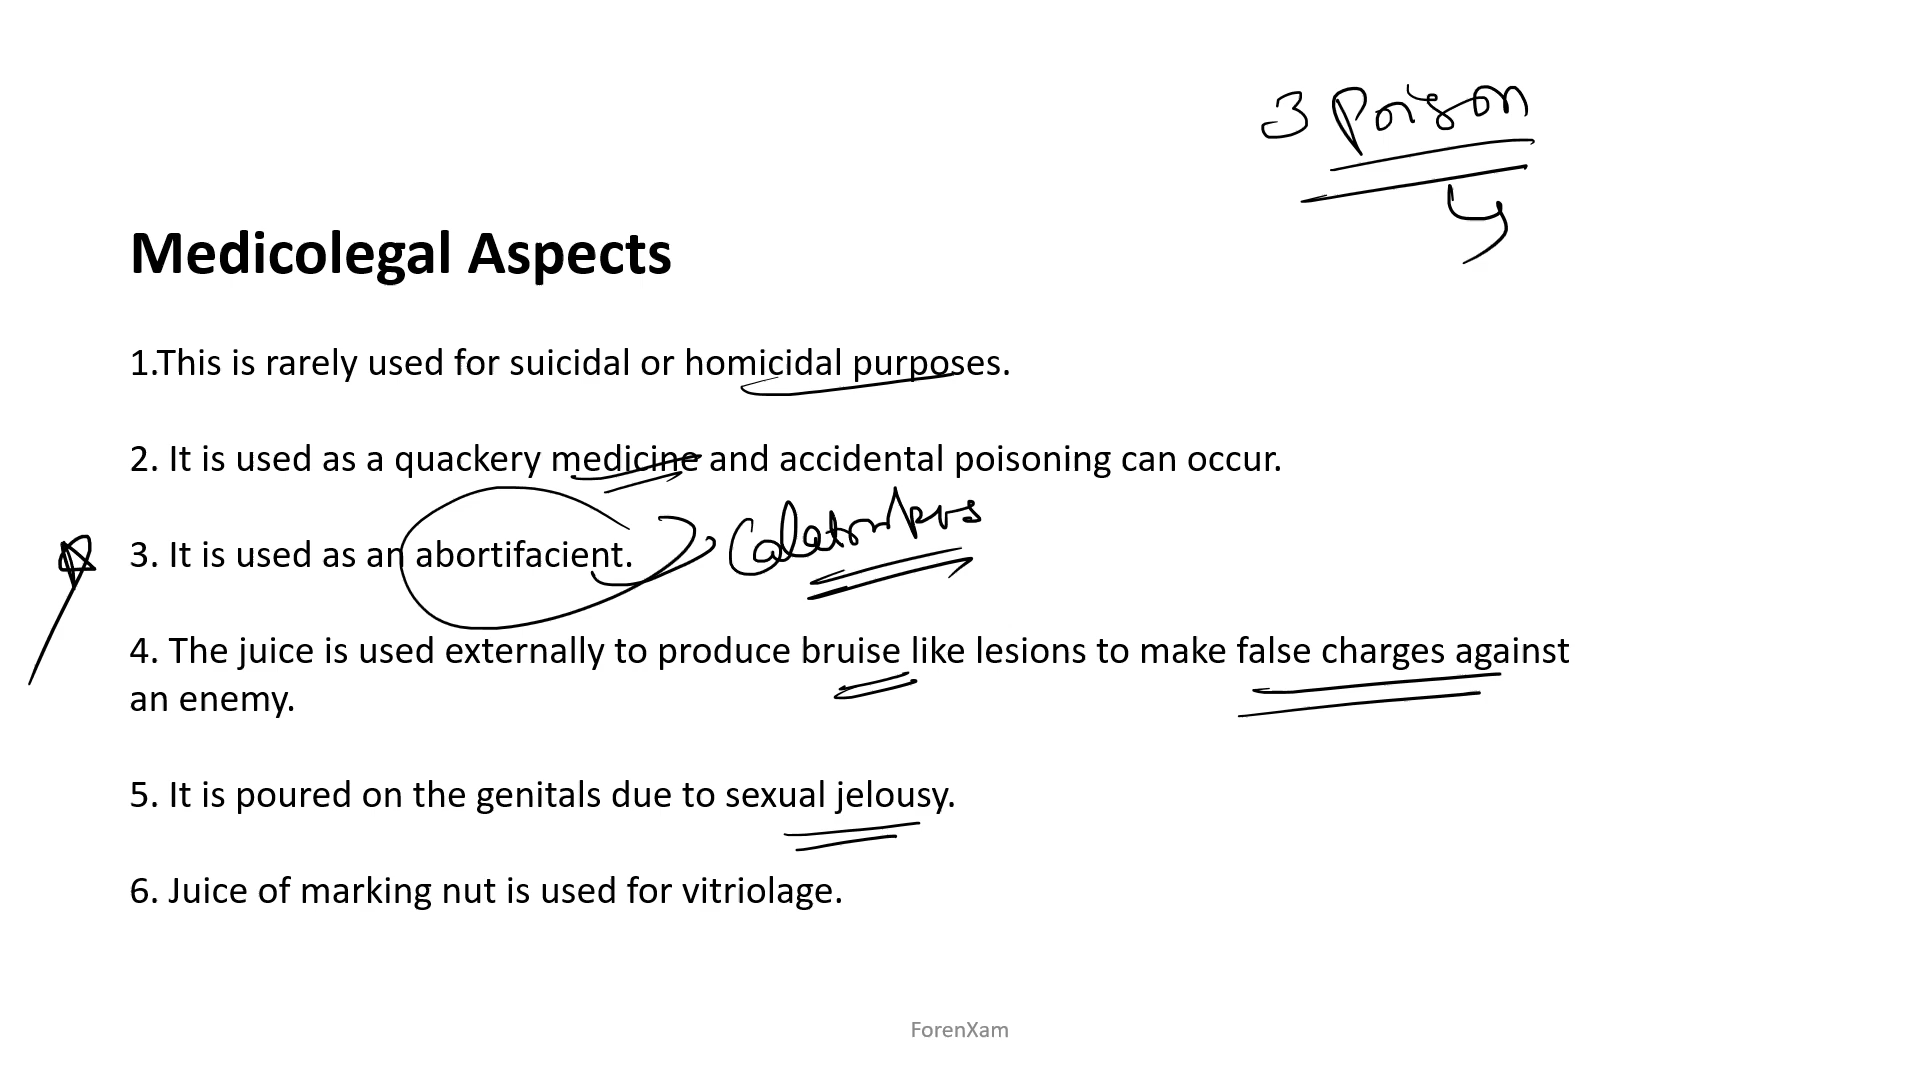 3 Poison
Medicolegal Aspects
1.This is rarely used for suicidal or homicidal purposes.
2. It is used as a quackery medicine and accidental poisoning can occur.
3. It is used as an abortifacient. Calotropus
4. The juice is used externally to produce bruise like lesions to make false charges against
an enemy.
5. It is poured on the genitals due to sexual jelousy.
6. Juice of marking nut is used for vitriolage.
ForenXam